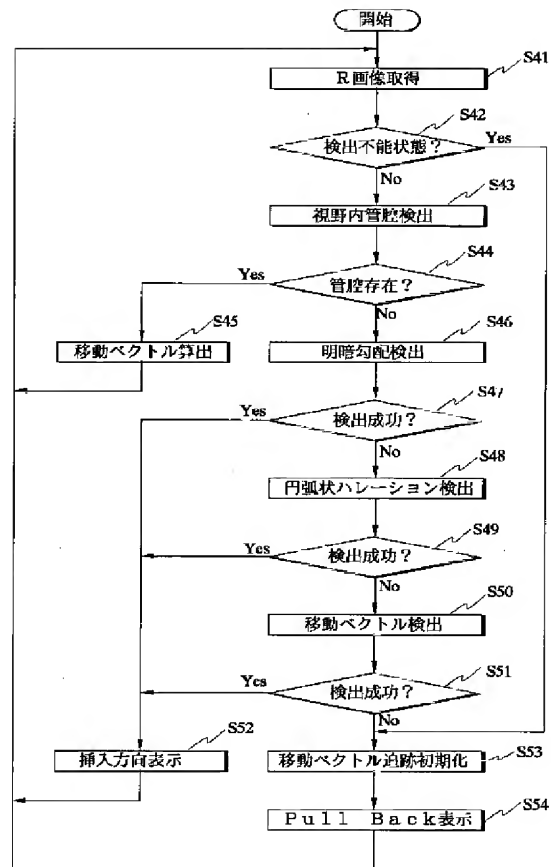 開始
S41
R画像取得
S42
検出不能状態？
Yes
No
S43
視野内管腔検出
S44
Yes
管腔存在？
No
S45
移動ベクトル算出
S46
明暗勾配検出
S47
Yes
検出成功？
No
S48
円弧状ハレーション検出
S49
Yes
検出成功？
No
S50
移動ベクトル検出
S51
Yes
検出成功？
No
S52
挿入方向表示
S53
移動ベクトル追跡初期化
S54
Pull Back表示